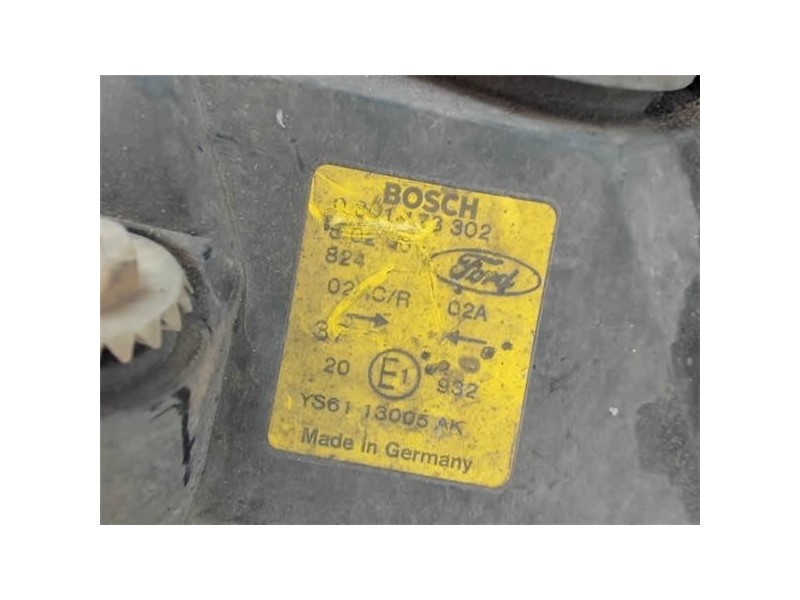 BOSCH
302
824
Ford
C/R 02A
20 E1 932
YS61 13005 AK
Made in Germany